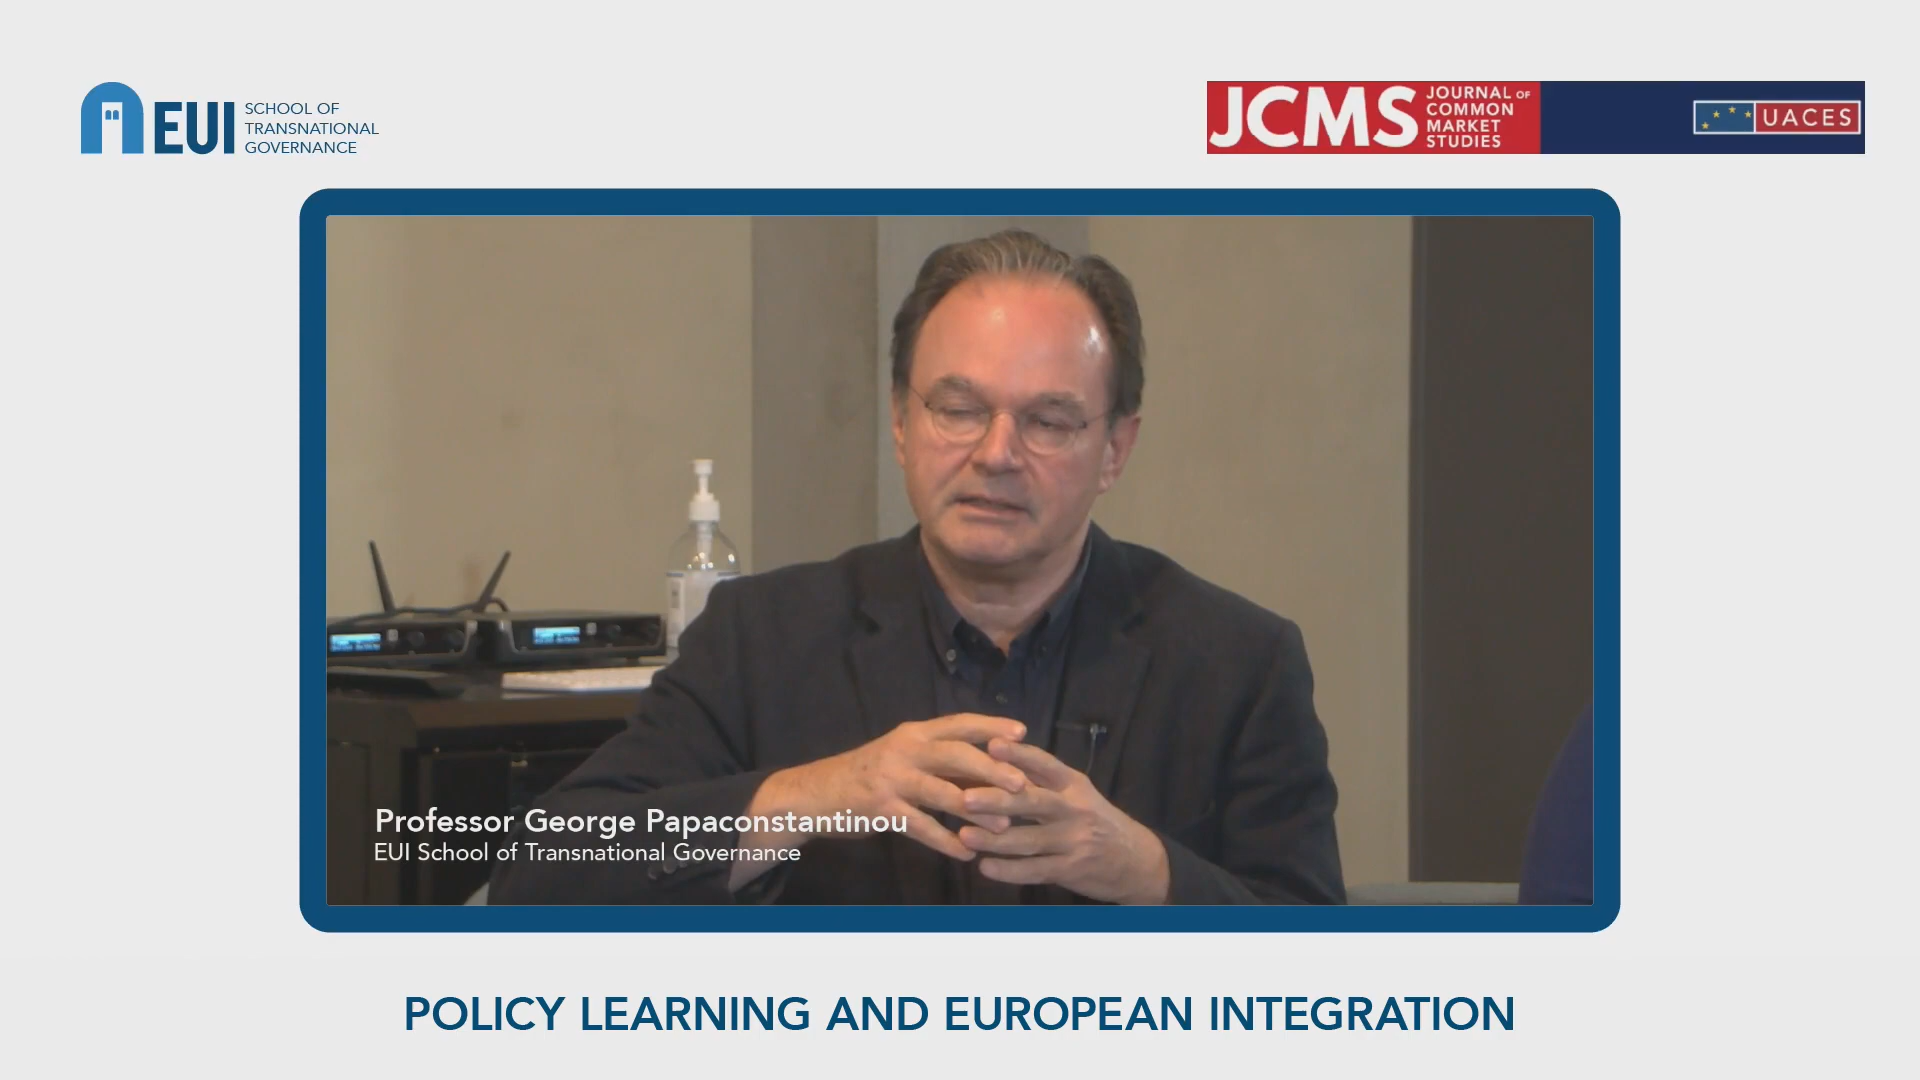 EUI
SCHOOL OF
TRANSNATIONAL
GOVERNANCE
JCMS
JOURNAL OF
COMMON
MARKET
STUDIES
UACES
Professor George Papaconstantinou
EUI School of Transnational Governance
POLICY LEARNING AND EUROPEAN INTEGRATION